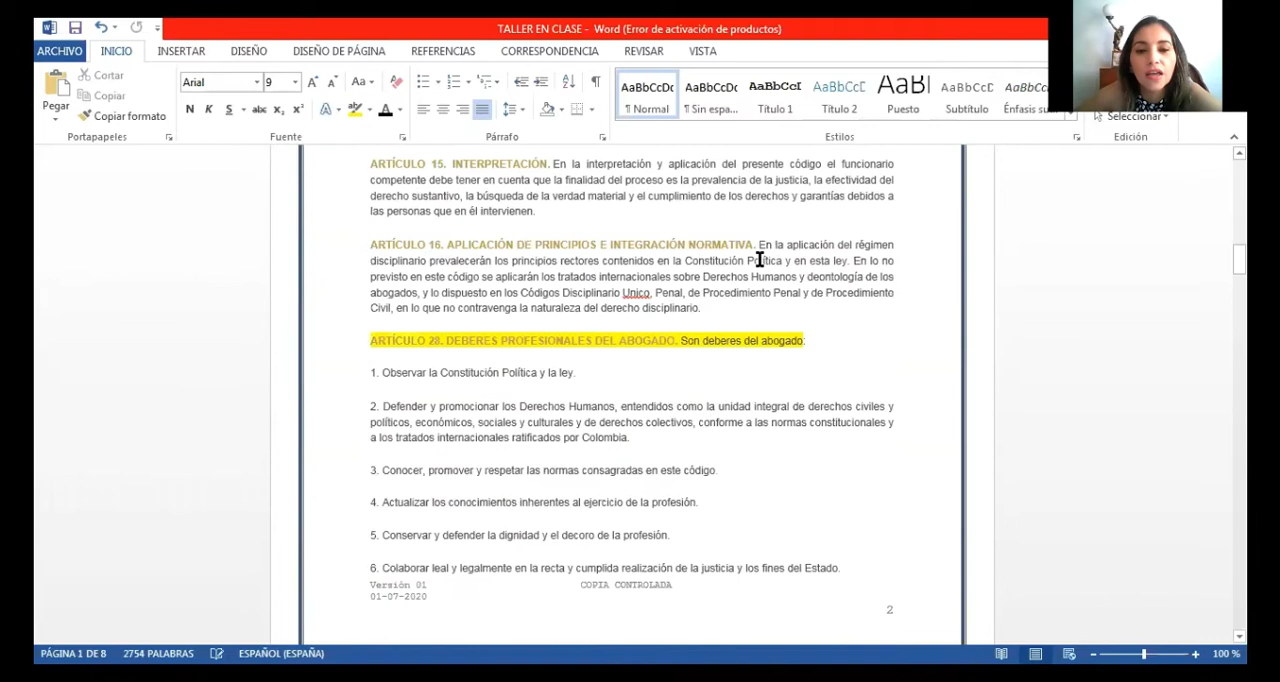 TALLER EN CLASE - Word (Error de activación de productos)
ARCHIVO INICIO INSERTAR DISEÑO DISEÑO DE PÁGINA REFERENCIAS CORRESPONDENCIA REVISAR VISTA
Pegar
Cortar
Copiar
Copiar formato
Portapapeles
Arial 9
N K S abc x₂ x²
Fuente
Párrafo
AaBbCcDc AaBbCcDc AaBbCcI AaBbCcD AaBl AaBbCcD AaBbCcDc
¶ Normal ¶ Sin espa... Título 1 Título 2 Puesto Subtítulo Énfasis sut...
Estilos
Seleccionar
Edición
ARTÍCULO 15. INTERPRETACIÓN. En la interpretación y aplicación del presente código el funcionario
competente debe tener en cuenta que la finalidad del proceso es la prevalencia de la justicia, la efectividad del
derecho sustantivo, la búsqueda de la verdad material y el cumplimiento de los derechos y garantías debidos a
las personas que en él intervienen.
ARTÍCULO 16. APLICACIÓN DE PRINCIPIOS E INTEGRACIÓN NORMATIVA. En la aplicación del régimen
disciplinario prevalecerán los principios rectores contenidos en la Constitución Política y en esta ley. En lo no
previsto en este código se aplicarán los tratados internacionales sobre Derechos Humanos y deontología de los
abogados, y lo dispuesto en los Códigos Disciplinario Unico, Penal, de Procedimiento Penal y de Procedimiento
Civil, en lo que no contravenga la naturaleza del derecho disciplinario.
ARTÍCULO 28. DEBERES PROFESIONALES DEL ABOGADO. Son deberes del abogado:
1. Observar la Constitución Política y la ley.
2. Defender y promocionar los Derechos Humanos, entendidos como la unidad integral de derechos civiles y
políticos, económicos, sociales y culturales y de derechos colectivos, conforme a las normas constitucionales y
a los tratados internacionales ratificados por Colombia.
3. Conocer, promover y respetar las normas consagradas en este código.
4. Actualizar los conocimientos inherentes al ejercicio de la profesión.
5. Conservar y defender la dignidad y el decoro de la profesión.
6. Colaborar leal y legalmente en la recta y cumplida realización de la justicia y los fines del Estado.
Versión 01 COPIA CONTROLADA
01-07-2020
2
PÁGINA 1 DE 8 2754 PALABRAS ESPAÑOL (ESPAÑA) 100 %